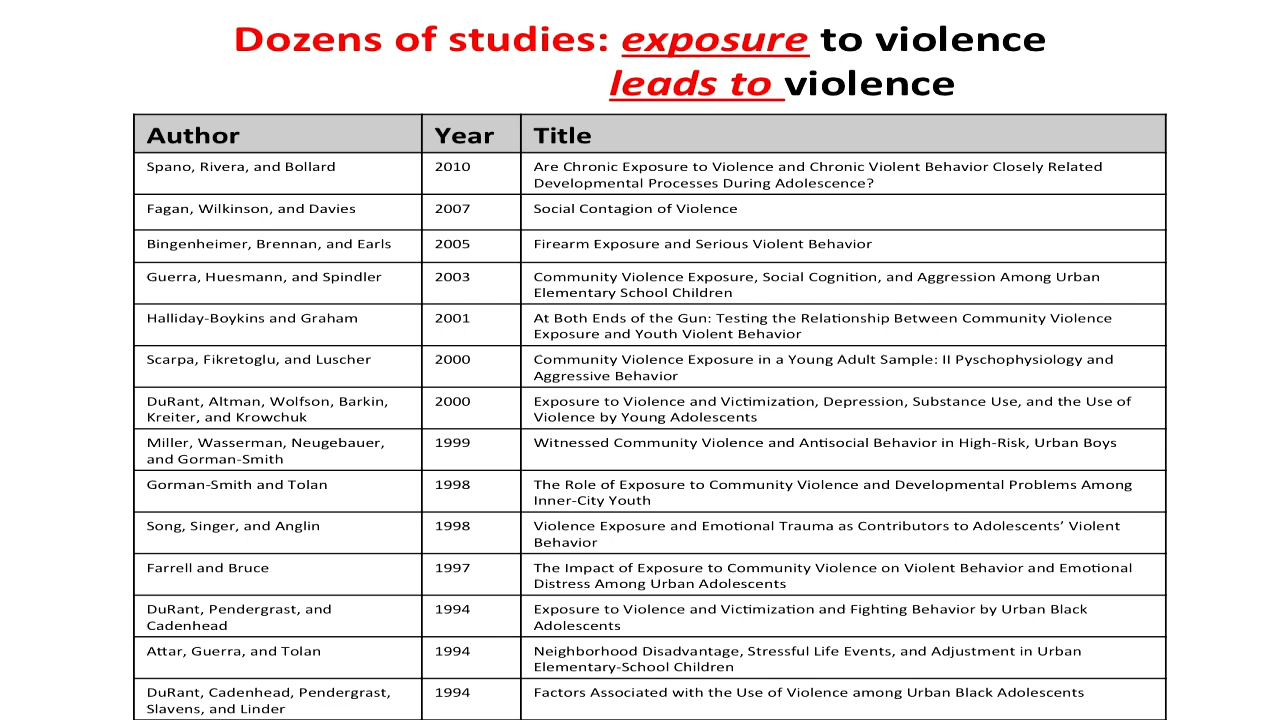 Dozens of studies: exposure to violence
leads to violence
Author Year Title
Spano, Rivera, and Bollard 2010 Are Chronic Exposure to Violence and Chronic Violent Behavior Closely Related
Developmental Processes During Adolescence?
Fagan, Wilkinson, and Davies 2007 Social Contagion of Violence
Bingenheimer, Brennan, and Earls 2005 Firearm Exposure and Serious Violent Behavior
Guerra, Huesmann, and Spindler 2003 Community Violence Exposure, Social Cognition, and Aggression Among Urban
Elementary School Children
Halliday-Boykins and Graham 2001 At Both Ends of the Gun: Testing the Relationship Between Community Violence
Exposure and Youth Violent Behavior
Scarpa, Fikretoglu, and Luscher 2000 Community Violence Exposure in a Young Adult Sample: II Pyschophysiology and
Aggressive Behavior
DuRant, Altman, Wolfson, Barkin, 2000 Exposure to Violence and Victimization, Depression, Substance Use, and the Use of
Kreiter, and Krowchuk Violence by Young Adolescents
Miller, Wasserman, Neugebauer, 1999 Witnessed Community Violence and Antisocial Behavior in High-Risk, Urban Boys
and Gorman-Smith
Gorman-Smith and Tolan 1998 The Role of Exposure to Community Violence and Developmental Problems Among
Inner-City Youth
Song, Singer, and Anglin 1998 Violence Exposure and Emotional Trauma as Contributors to Adolescents’ Violent
Behavior
Farrell and Bruce 1997 The Impact of Exposure to Community Violence on Violent Behavior and Emotional
Distress Among Urban Adolescents
DuRant, Pendergrast, and 1994 Exposure to Violence and Victimization and Fighting Behavior by Urban Black
Cadenhead Adolescents
Attar, Guerra, and Tolan 1994 Neighborhood Disadvantage, Stressful Life Events, and Adjustment in Urban
Elementary-School Children
DuRant, Cadenhead, Pendergrast, 1994 Factors Associated with the Use of Violence among Urban Black Adolescents
Slavens, and Linder